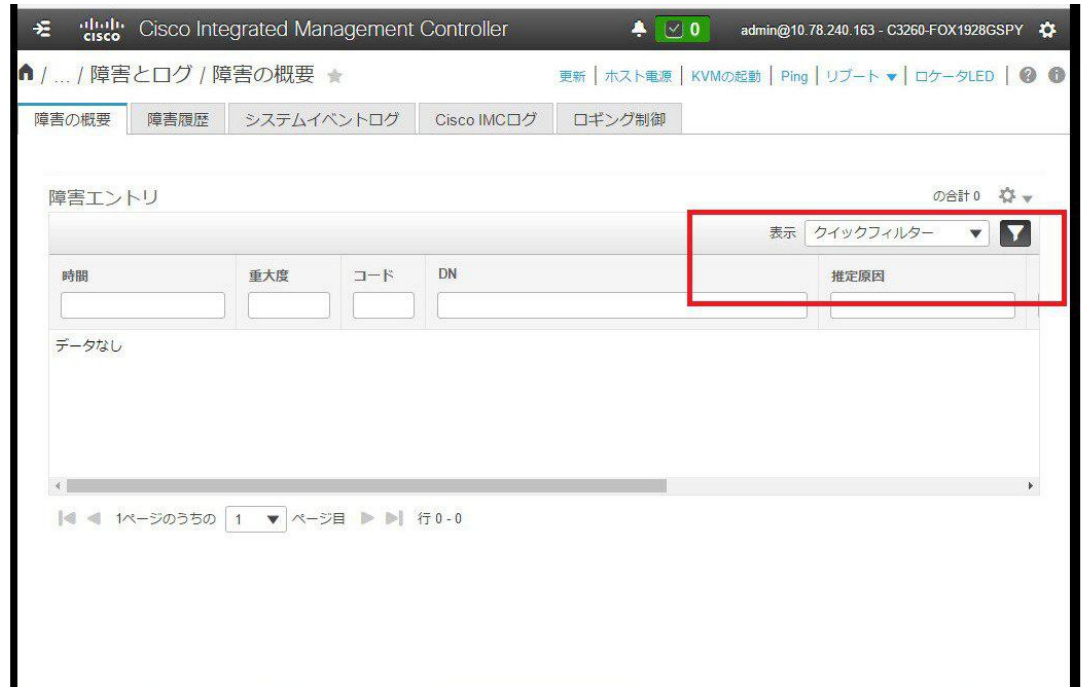 cisco Cisco Integrated Management Controller 0 admin@10.78.240.163 - C3260-FOX1928GSPY
/ ... / 障害とログ / 障害の概要 更新 | ホスト電源 | KVMの起動 | Ping | リブート | ロケータLED |
障害の概要 障害履歴 システムイベントログ Cisco IMCログ ロギング制御
障害エントリ の合計 0
表示 クイックフィルター
時間 重大度 コード DN 推定原因
データなし
1ページのうちの 1 ページ目 行 0 - 0